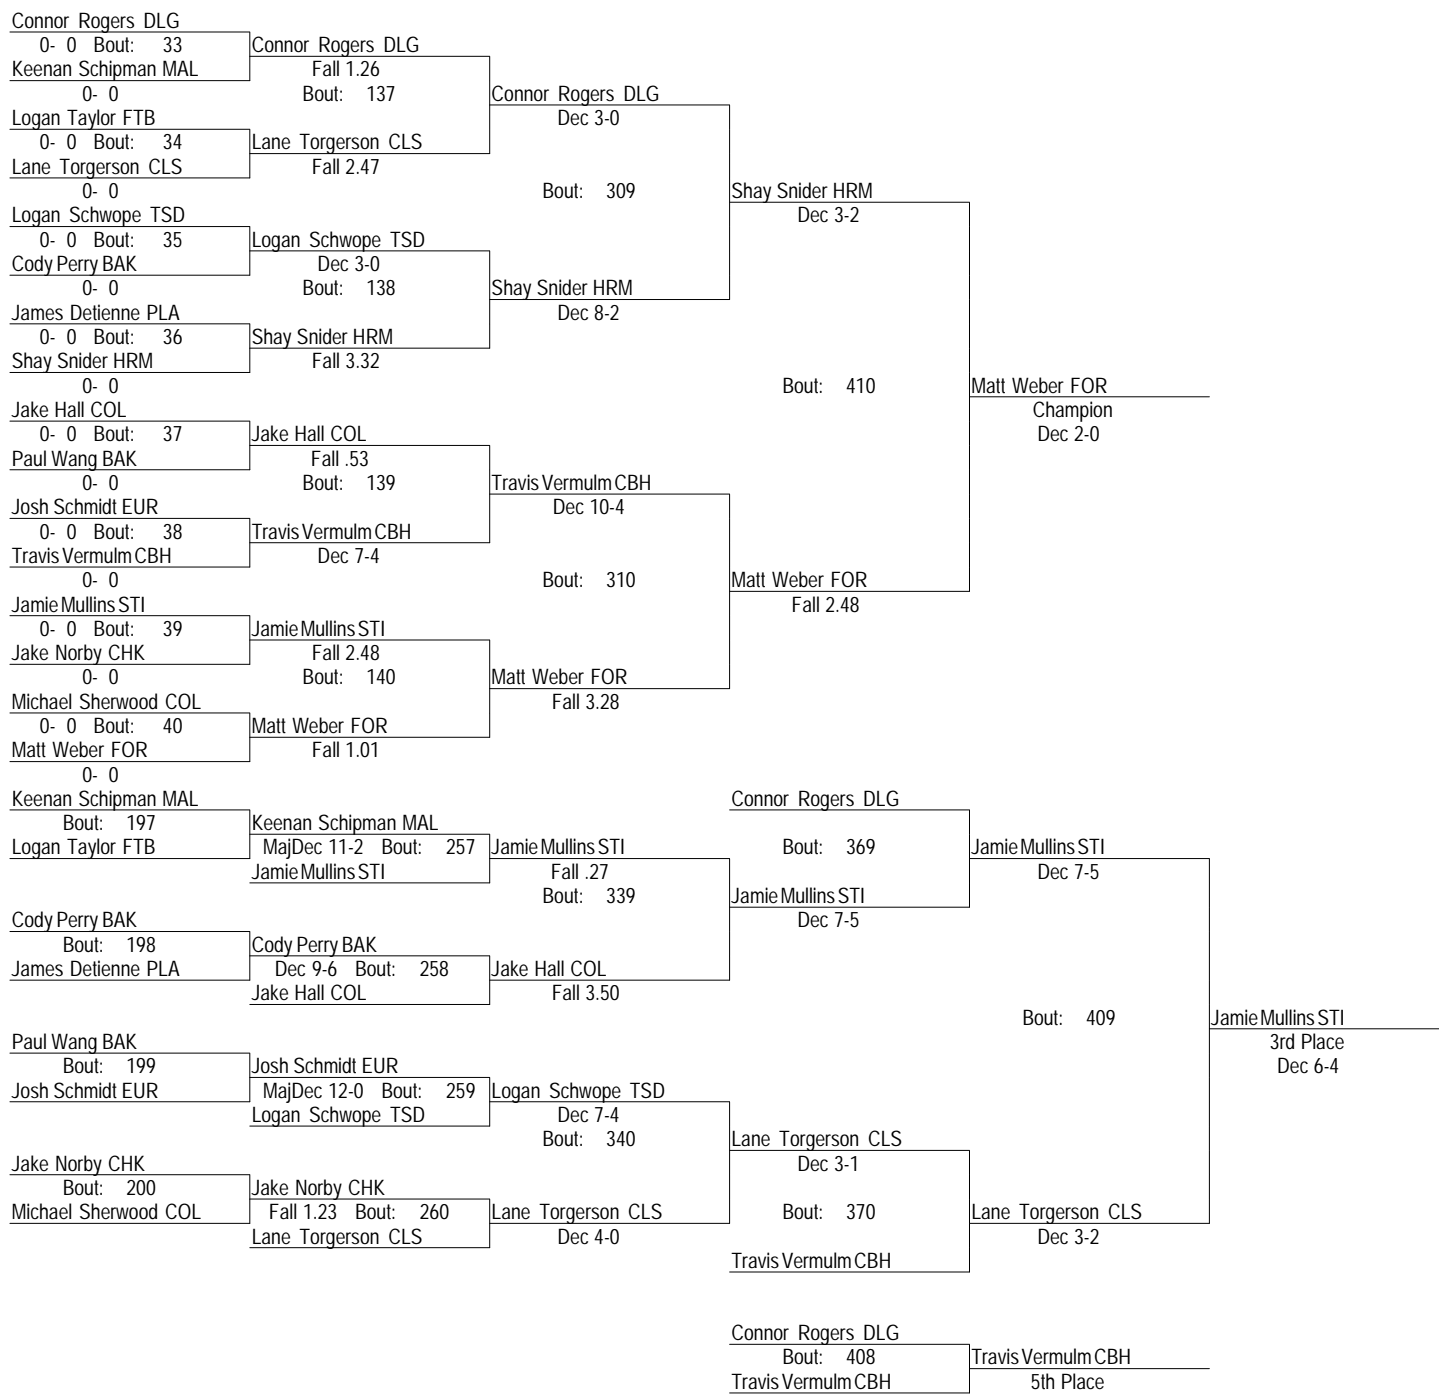 Connor Rogers DLG
0- 0 Bout: 33 Connor Rogers DLG
Keenan Schipman MAL Fall 1.26
0- 0 Bout: 137 Connor Rogers DLG
Logan Taylor FTB Dec 3-0
0- 0 Bout: 34 Lane Torgerson CLS
Lane Torgerson CLS Fall 2.47
0- 0 Bout: 309 Shay Snider HRM
Logan Schwope TSD Dec 3-2
0- 0 Bout: 35 Logan Schwope TSD
Cody Perry BAK Dec 3-0
0- 0 Bout: 138 Shay Snider HRM
James Detienne PLA Dec 8-2
0- 0 Bout: 36 Shay Snider HRM
Shay Snider HRM Fall 3.32
0- 0 Bout: 410 Matt Weber FOR
Jake Hall COL Champion
0- 0 Bout: 37 Jake Hall COL Dec 2-0
Paul Wang BAK Fall .53
0- 0 Bout: 139 Travis Vermulm CBH
Josh Schmidt EUR Dec 10-4
0- 0 Bout: 38 Travis Vermulm CBH
Travis Vermulm CBH Dec 7-4
0- 0 Bout: 310 Matt Weber FOR
Jamie Mullins STI Fall 2.48
0- 0 Bout: 39 Jamie Mullins STI
Jake Norby CHK Fall 2.48
0- 0 Bout: 140 Matt Weber FOR
Michael Sherwood COL Fall 3.28
0- 0 Bout: 40 Matt Weber FOR
Matt Weber FOR Fall 1.01
0- 0
Keenan Schipman MAL Connor Rogers DLG
Bout: 197 Keenan Schipman MAL
Logan Taylor FTB MajDec 11-2 Bout: 257 Jamie Mullins STI Bout: 369 Jamie Mullins STI
Jamie Mullins STI Fall .27 Dec 7-5
Bout: 339 Jamie Mullins STI
Cody Perry BAK Dec 7-5
Bout: 198 Cody Perry BAK
James Detienne PLA Dec 9-6 Bout: 258 Jake Hall COL
Jake Hall COL Fall 3.50
Bout: 409 Jamie Mullins STI
Paul Wang BAK 3rd Place
Bout: 199 Josh Schmidt EUR Dec 6-4
Josh Schmidt EUR MajDec 12-0 Bout: 259 Logan Schwope TSD
Logan Schwope TSD Dec 7-4
Bout: 340 Lane Torgerson CLS
Jake Norby CHK Dec 3-1
Bout: 200 Jake Norby CHK
Michael Sherwood COL Fall 1.23 Bout: 260 Lane Torgerson CLS Bout: 370 Lane Torgerson CLS
Lane Torgerson CLS Dec 4-0 Dec 3-2
Travis Vermulm CBH
Connor Rogers DLG
Bout: 408 Travis Vermulm CBH
Travis Vermulm CBH 5th Place